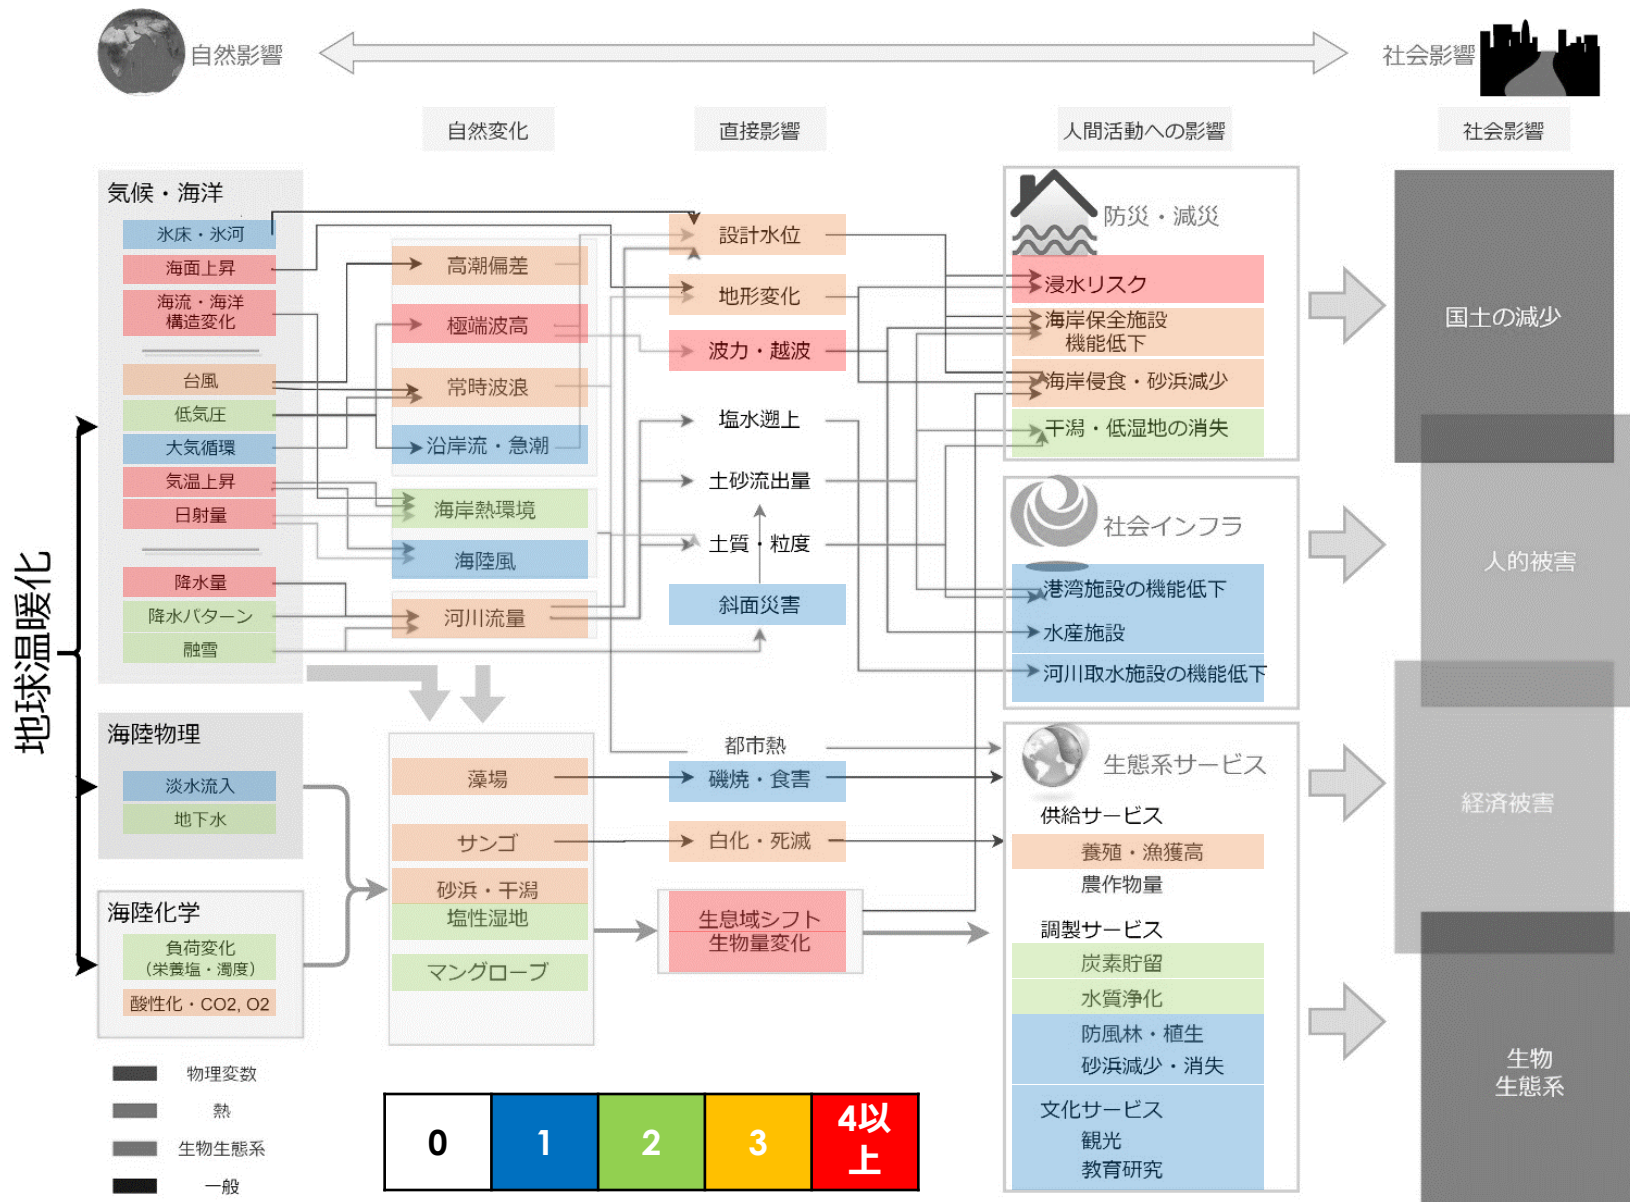 自然影響
社会影響
自然変化
直接影響
人間活動への影響
社会影響
地球温暖化
気候・海洋
氷床・氷河
海面上昇
海流・海洋
構造変化
台風
低気圧
大気循環
気温上昇
日射量
降水量
降水パターン
融雪
海陸物理
淡水流入
地下水
海陸化学
負荷変化
（栄養塩・濁度）
酸性化・CO2, O2
高潮偏差
極端波高
常時波浪
沿岸流・急潮
海岸熱環境
海陸風
河川流量
藻場
サンゴ
砂浜・干潟
塩性湿地
マングローブ
設計水位
地形変化
波力・越波
塩水遡上
土砂流出量
土質・粒度
斜面災害
都市熱
磯焼・食害
白化・死滅
生息域シフト
生物量変化
防災・減災
浸水リスク
海岸保全施設
機能低下
海岸侵食・砂浜減少
干潟・低湿地の消失
社会インフラ
港湾施設の機能低下
水産施設
河川取水施設の機能低下
生態系サービス
供給サービス
養殖・漁獲高
農作物量
調製サービス
炭素貯留
水質浄化
防風林・植生
砂浜減少・消失
文化サービス
観光
教育研究
国土の減少
人的被害
経済被害
生物
生態系
物理変数
熱
生物生態系
一般
0
1
2
3
4以
上